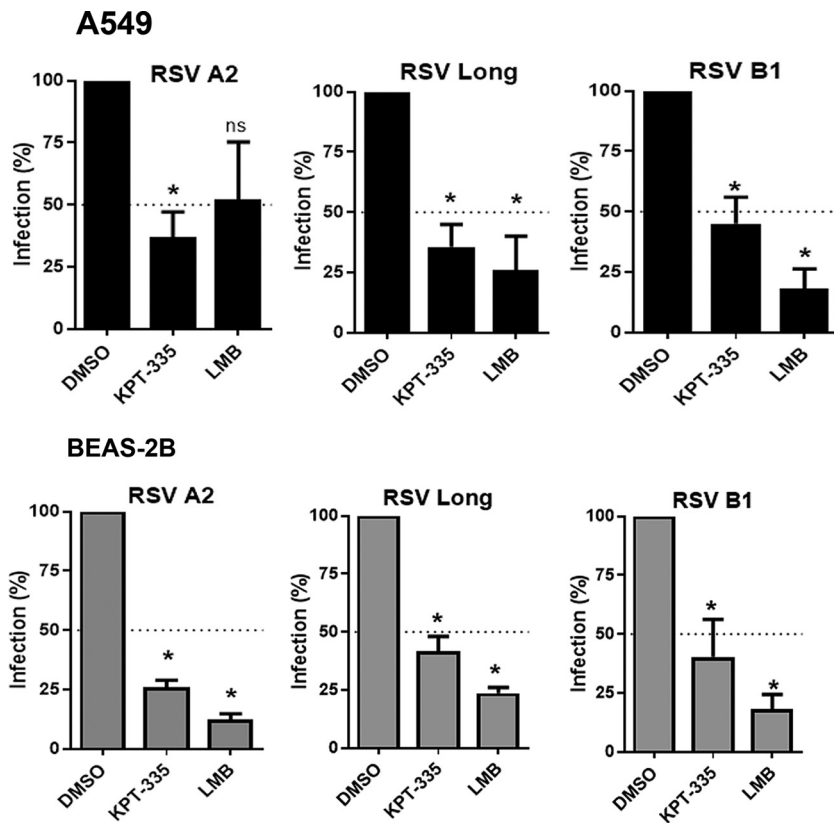 A549
RSV A2
Infection (%)
100
75
50
25
0
*
ns
DMSO
KPT-335
LMB
RSV Long
Infection (%)
100
75
50
25
0
*
*
DMSO
KPT-335
LMB
RSV B1
Infection (%)
100
75
50
25
0
*
*
DMSO
KPT-335
LMB
BEAS-2B
RSV A2
Infection (%)
100
75
50
25
0
*
*
DMSO
KPT-335
LMB
RSV Long
Infection (%)
100
75
50
25
0
*
*
DMSO
KPT-335
LMB
RSV B1
Infection (%)
100
75
50
25
0
*
*
DMSO
KPT-335
LMB